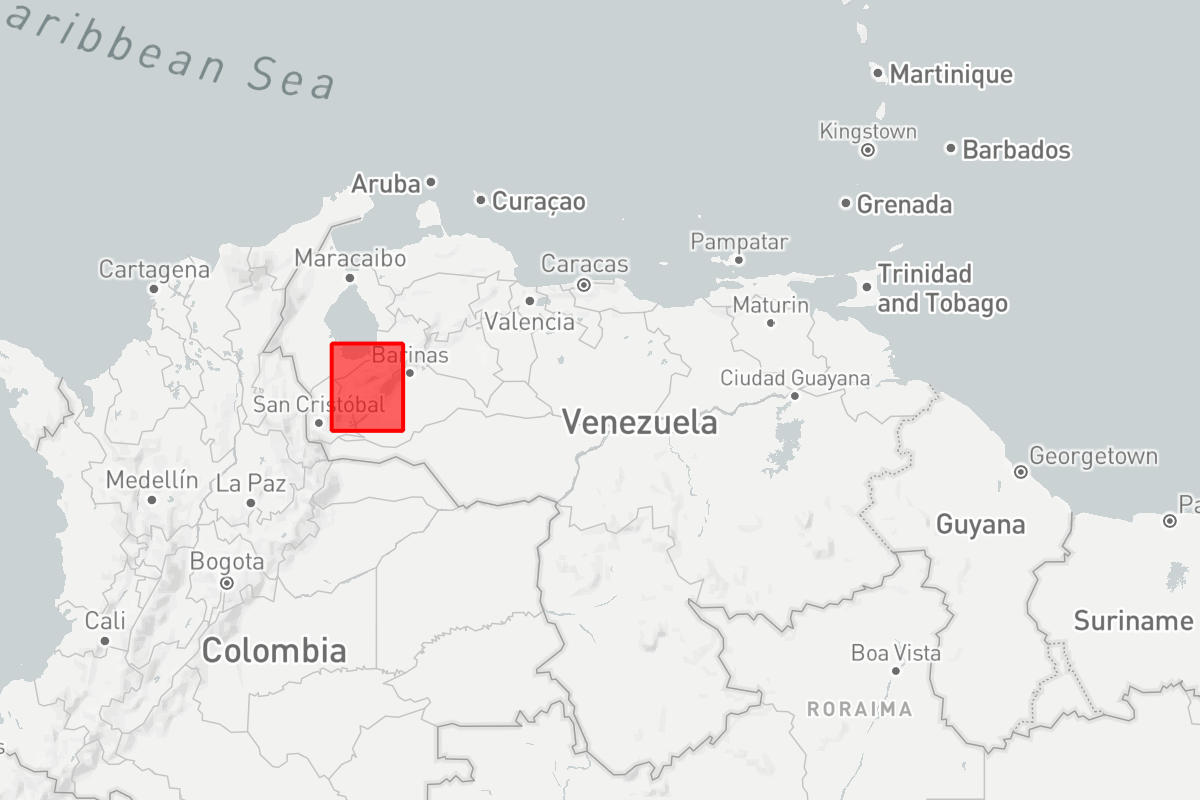 aribbean Sea
Martinique
Kingstown
Barbados
Aruba
Curaçao
Grenada
Pampatar
Maracaibo
Caracas
Cartagena
Trinidad
and Tobago
Maturin
Valencia
Barinas
Ciudad Guayana
San Cristóbal
Venezuela
Georgetown
Medellín
La Paz
Pa
Guyana
Bogota
Cali
Suriname
Colombia
Boa Vista
RORAIMA
s